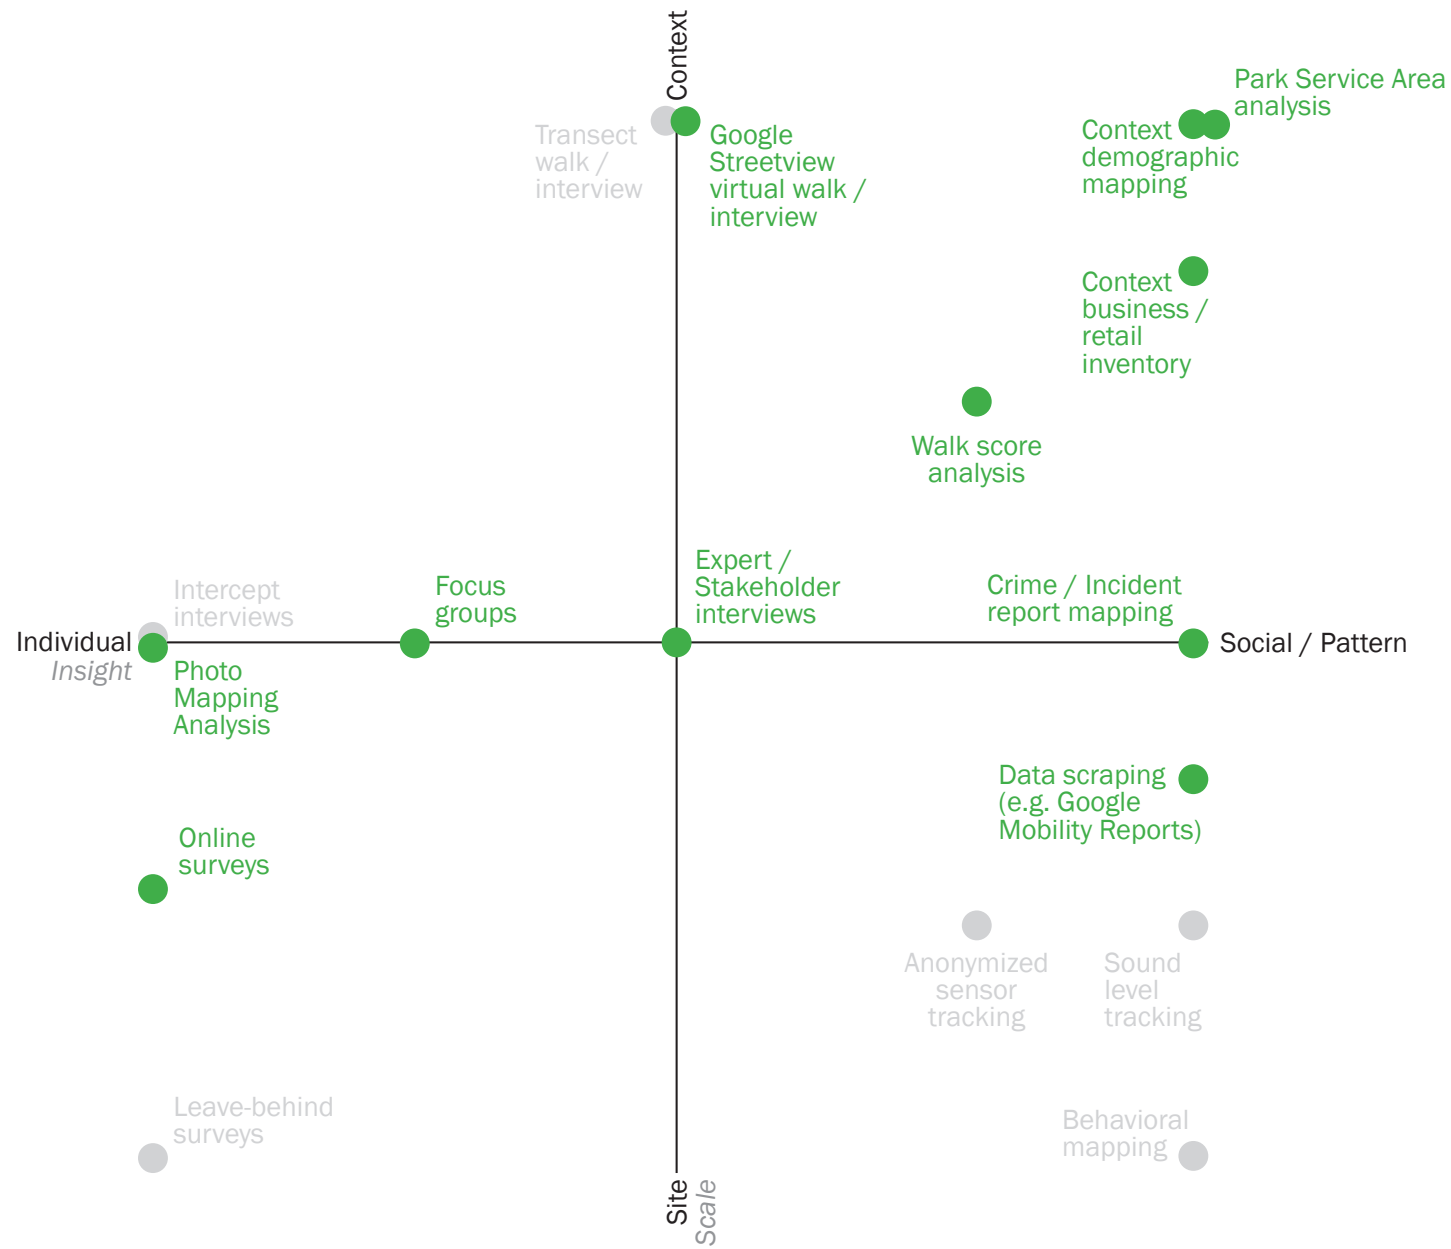 Context
Park Service Area
analysis
Transect
walk /
interview
Google
Streetview
virtual walk /
interview
Context
demographic
mapping
Context
business /
retail
inventory
Walk score
analysis
Intercept
interviews
Focus
groups
Expert /
Stakeholder
interviews
Crime / Incident
report mapping
Individual
Insight
Social / Pattern
Photo
Mapping
Analysis
Data scraping
(e.g. Google
Mobility Reports)
Online
surveys
Anonymized
sensor
tracking
Sound
level
tracking
Leave-behind
surveys
Behavioral
mapping
Site
Scale